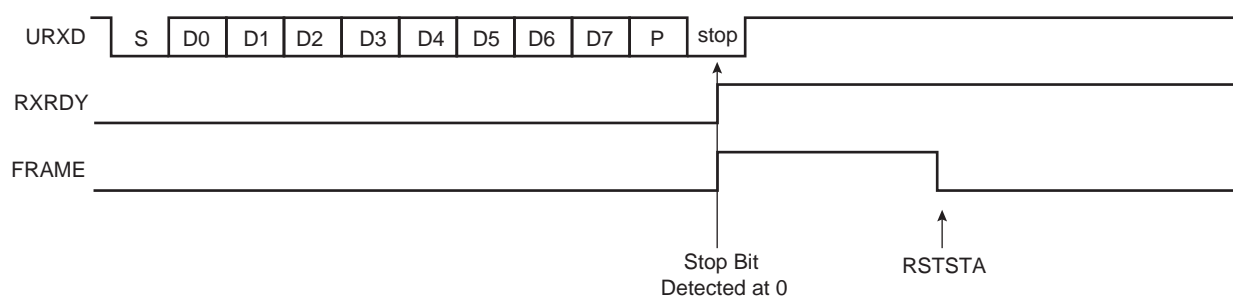 URXD S D0 D1 D2 D3 D4 D5 D6 D7 P stop
RXRDY
FRAME
Stop Bit
Detected at 0
RSTSTA